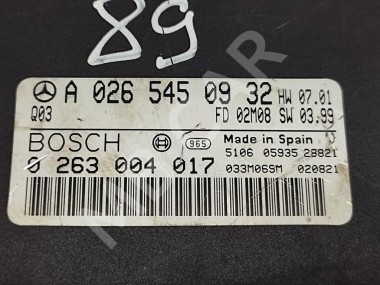 89
A 026 545 09 32 HW 07.01
Q03 FD 02M08 SW 03.99
BOSCH 965 Made in Spain
5106 05935 28821
0 263 004 017 033M06SM 020821